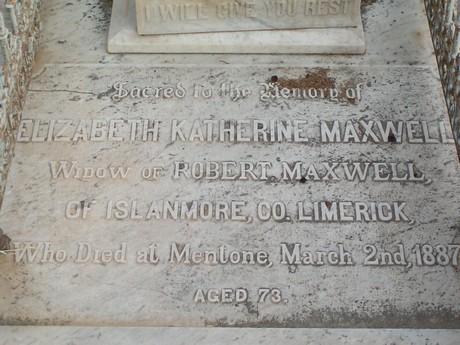 I WILL GIVE YOU REST
Sacred to the Memory of
ELIZABETH KATHERINE MAXWELL
WIDOW OF ROBERT MAXWELL,
OF ISLANMORE, CO. LIMERICK,
Who Died at Mentone, March 2nd, 1887
AGED 73.